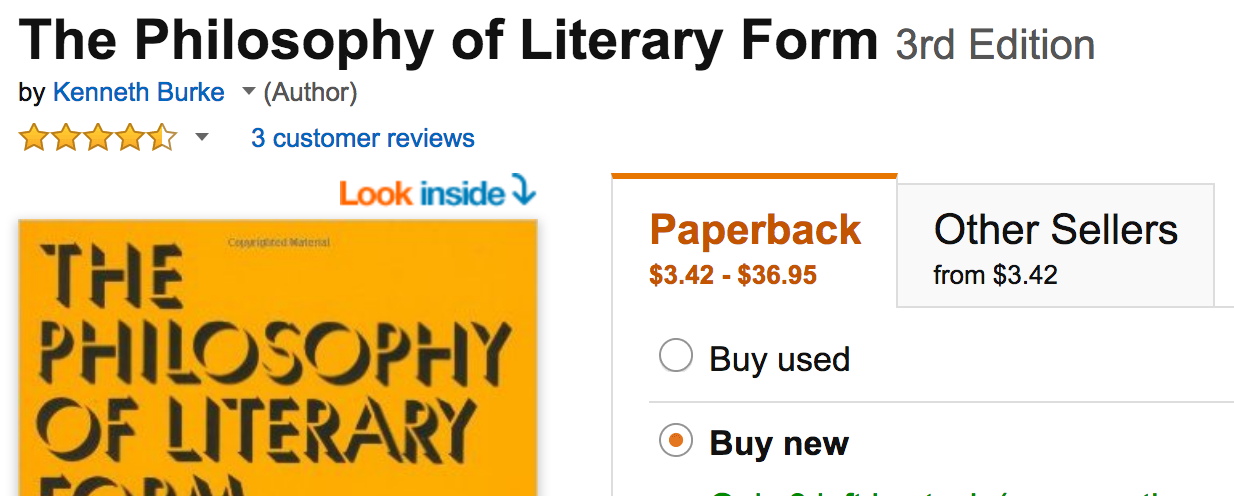 The Philosophy of Literary Form 3rd Edition
by Kenneth Burke (Author)
3 customer reviews
Look inside
Copyrighted Material
THE
PHILOSOPHY
OF LITERARY
FORM
Paperback
$3.42 - $36.95
Other Sellers
from $3.42
Buy used
Buy new